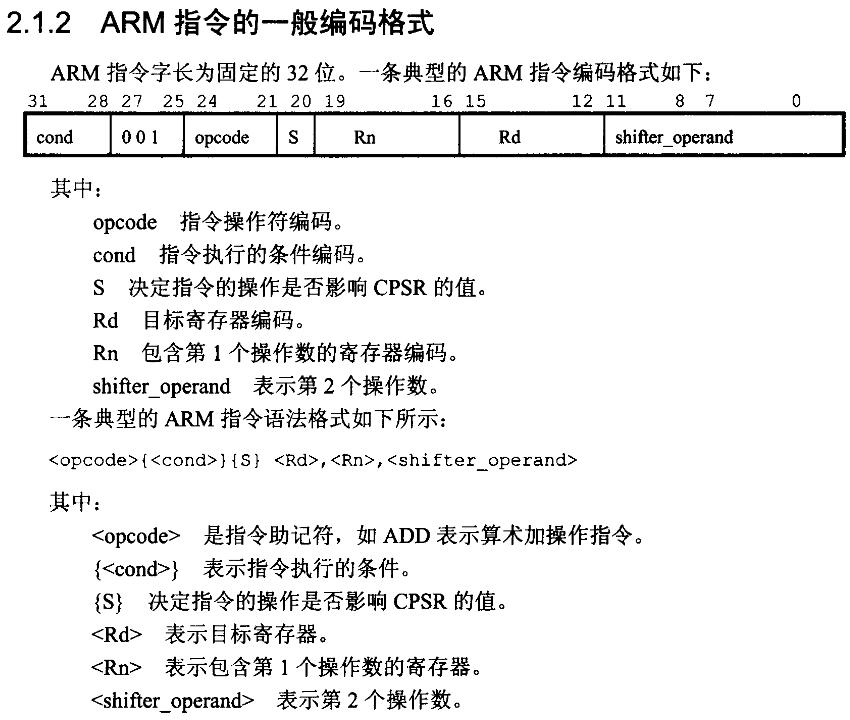 2.1.2 ARM 指令的一般编码格式
ARM 指令字长为固定的 32 位。一条典型的 ARM 指令编码格式如下：
31 28 27 25 24 21 20 19 16 15 12 11 8 7 0
cond 0 0 1 opcode S Rn Rd shifter_operand
其中：
opcode 指令操作符编码。
cond 指令执行的条件编码。
S 决定指令的操作是否影响 CPSR 的值。
Rd 目标寄存器编码。
Rn 包含第 1 个操作数的寄存器编码。
shifter_operand 表示第 2 个操作数。
一条典型的 ARM 指令语法格式如下所示：
<opcode>{<cond>}{S} <Rd>,<Rn>,<shifter_operand>
其中：
<opcode> 是指令助记符，如 ADD 表示算术加操作指令。
{<cond>} 表示指令执行的条件。
{S} 决定指令的操作是否影响 CPSR 的值。
<Rd> 表示目标寄存器。
<Rn> 表示包含第 1 个操作数的寄存器。
<shifter_operand> 表示第 2 个操作数。